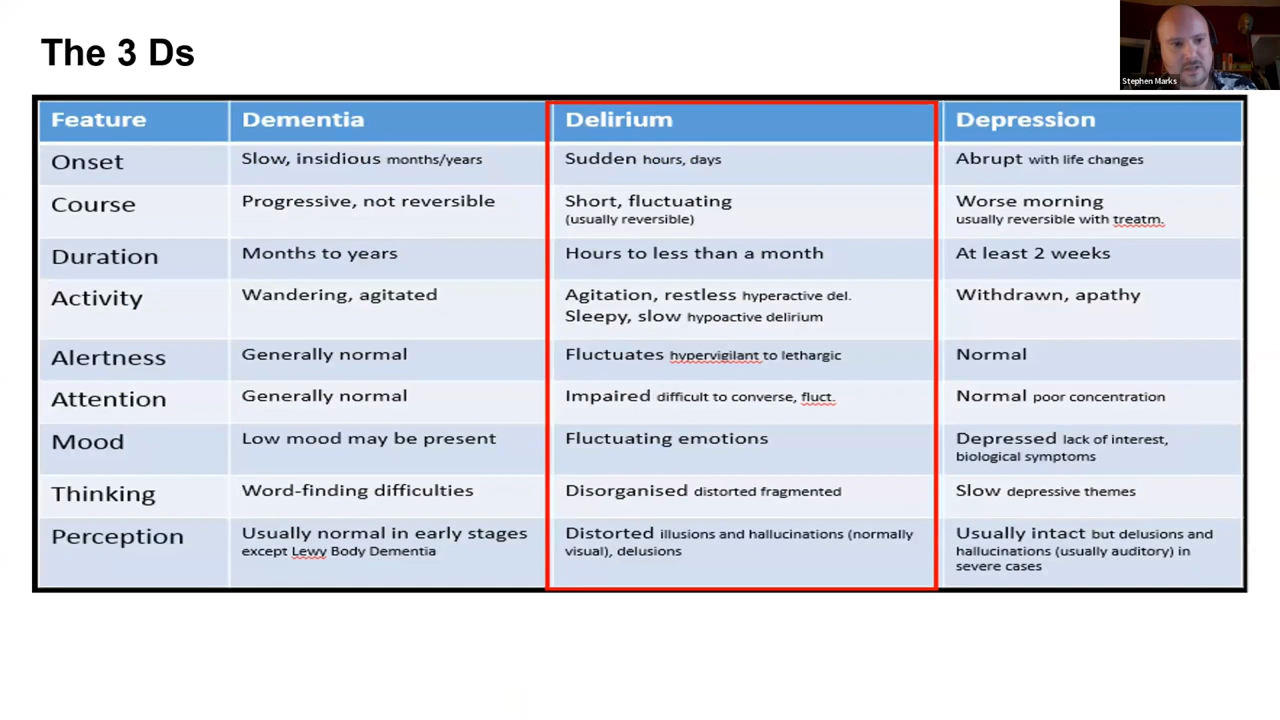 The 3 Ds
Stephen Marks
Feature Dementia Delirium Depression
Onset Slow, insidious months/years Sudden hours, days Abrupt with life changes
Course Progressive, not reversible Short, fluctuating Worse morning
(usually reversible) usually reversible with treatm.
Duration Months to years Hours to less than a month At least 2 weeks
Activity Wandering, agitated Agitation, restless hyperactive del. Withdrawn, apathy
Sleepy, slow hypoactive delirium
Alertness Generally normal Fluctuates hypervigilant to lethargic Normal
Attention Generally normal Impaired difficult to converse, fluct. Normal poor concentration
Mood Low mood may be present Fluctuating emotions Depressed lack of interest,
biological symptoms
Thinking Word-finding difficulties Disorganised distorted fragmented Slow depressive themes
Perception Usually normal in early stages Distorted illusions and hallucinations (normally Usually intact but delusions and
except Lewy Body Dementia visual), delusions hallucinations (usually auditory) in
severe cases